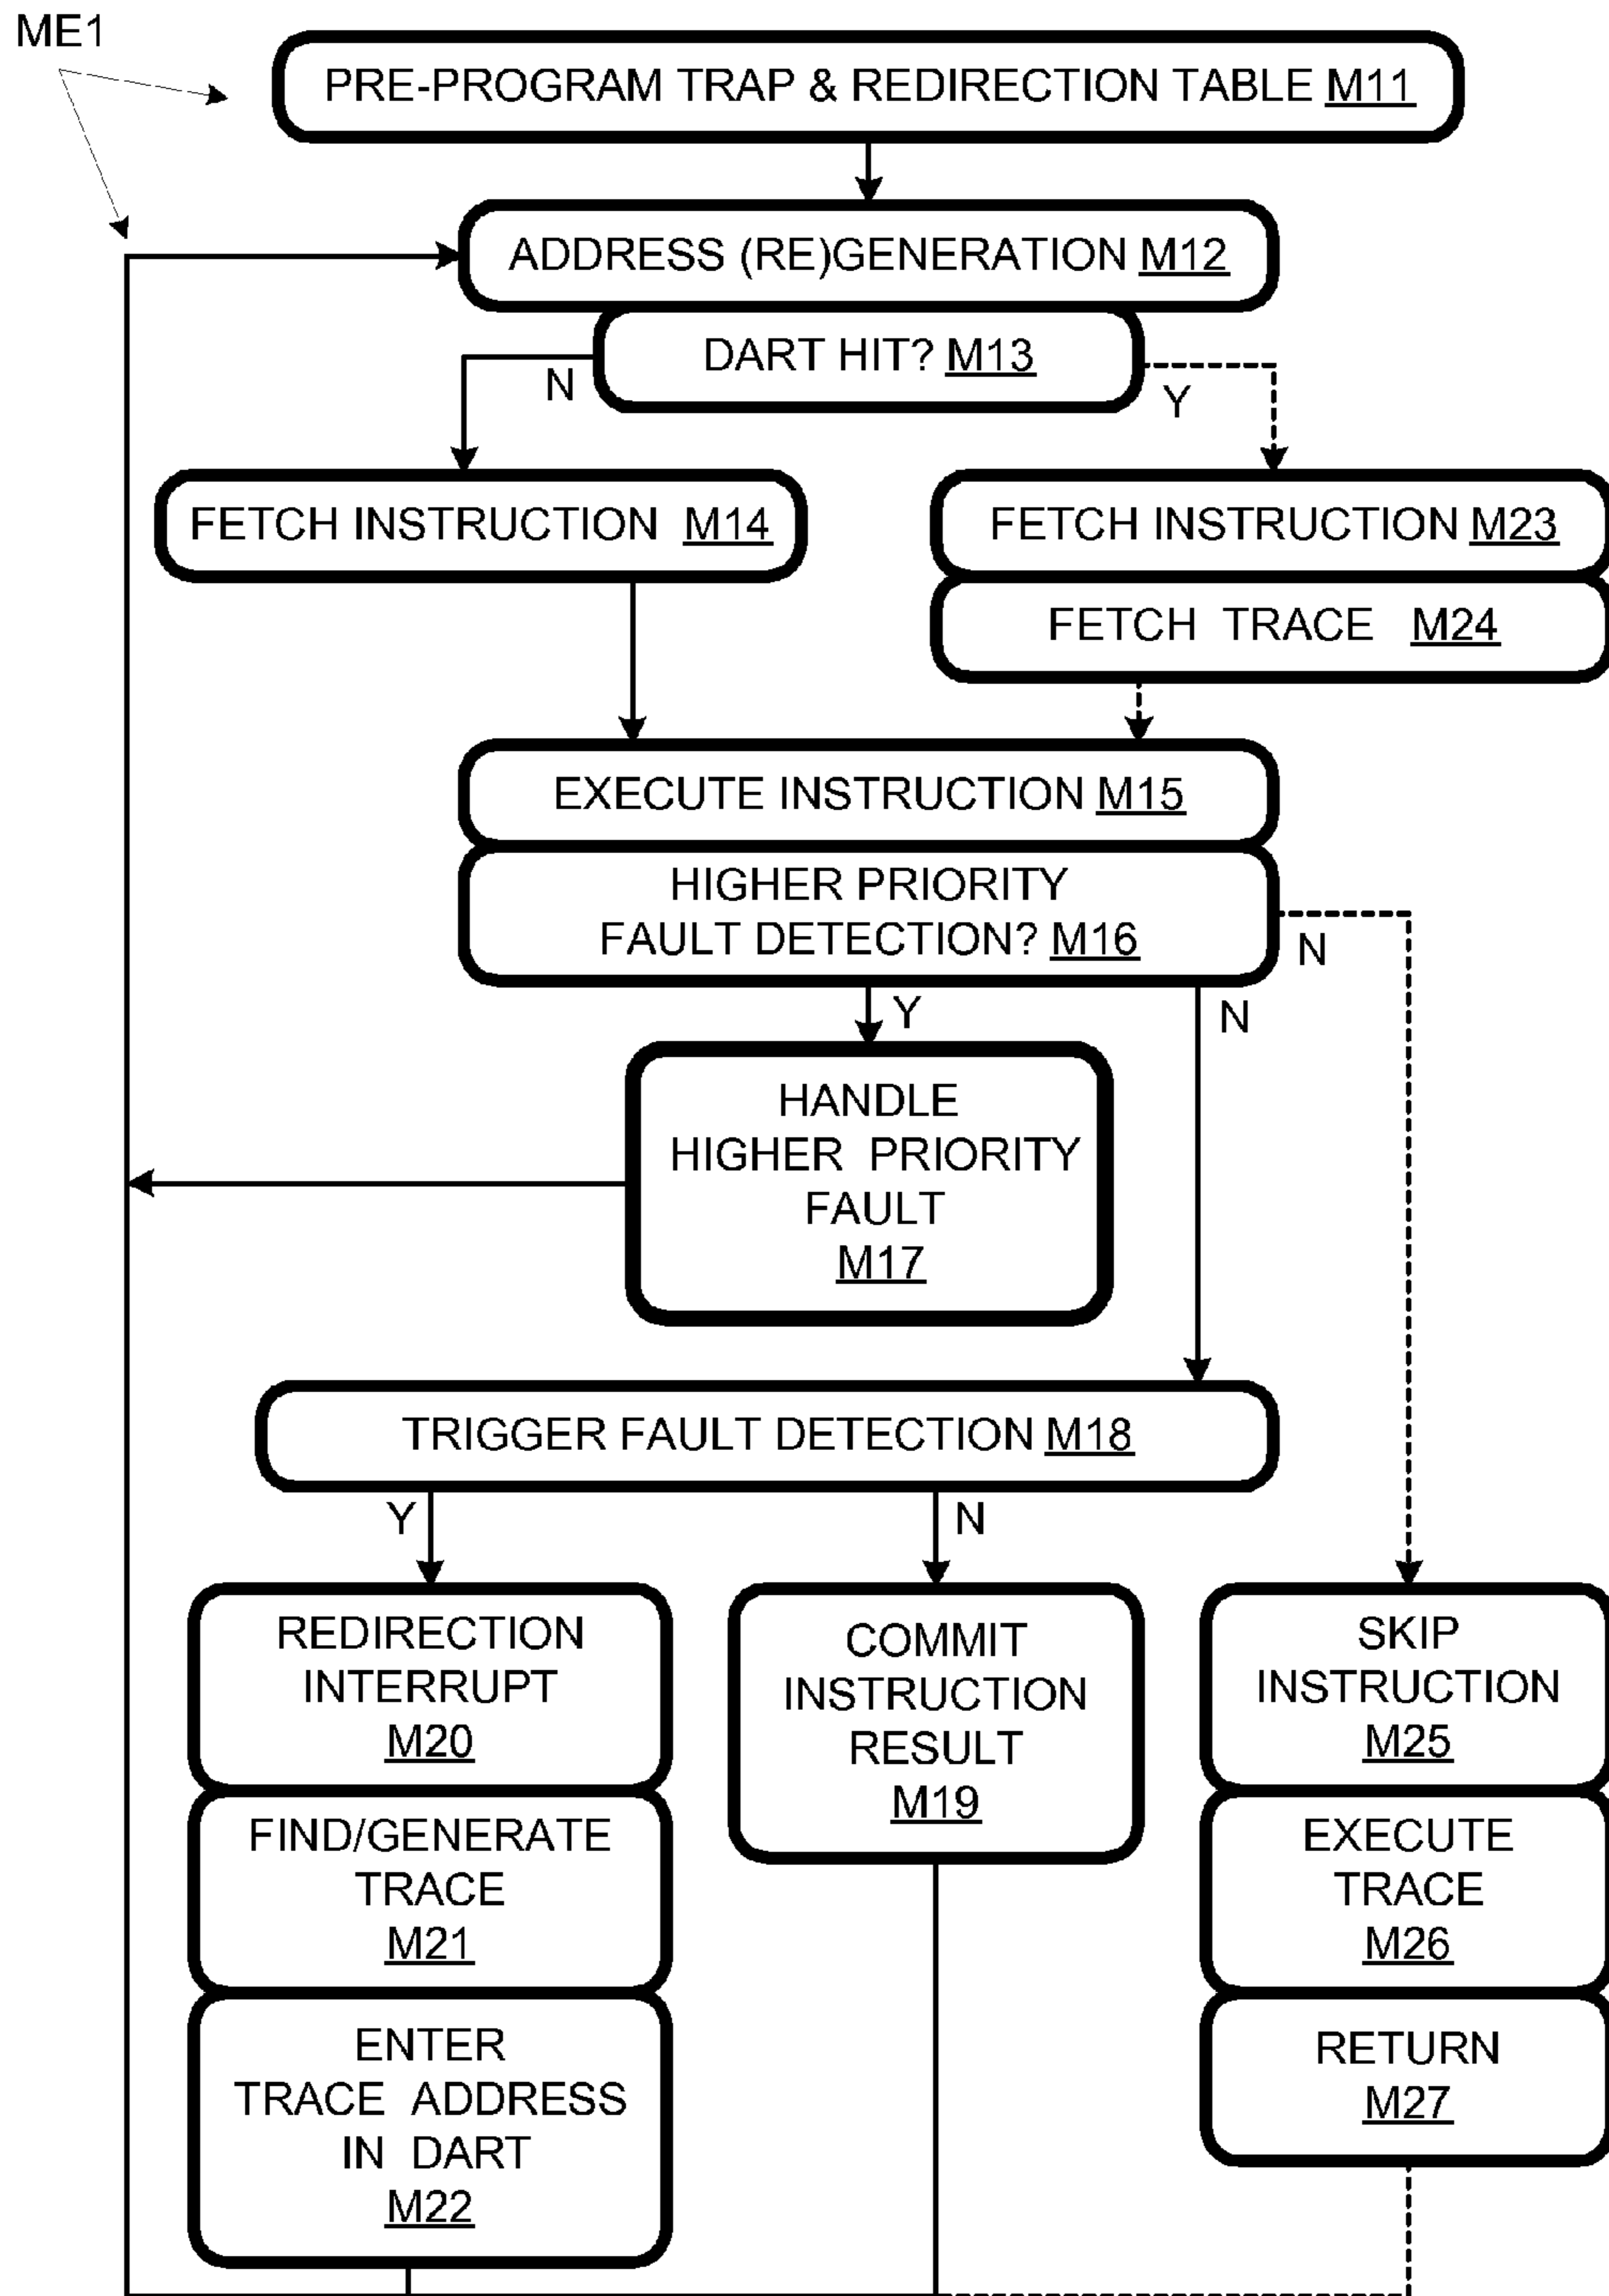 ME1
PRE-PROGRAM TRAP & REDIRECTION TABLE M11
ADDRESS (RE)GENERATION M12
DART HIT? M13
N
Y
FETCH INSTRUCTION M14
FETCH INSTRUCTION M23
FETCH TRACE M24
EXECUTE INSTRUCTION M15
HIGHER PRIORITY
FAULT DETECTION? M16
N
Y
N
HANDLE
HIGHER PRIORITY
FAULT
M17
TRIGGER FAULT DETECTION M18
Y
N
REDIRECTION
INTERRUPT
M20
FIND/GENERATE
TRACE
M21
ENTER
TRACE ADDRESS
IN DART
M22
COMMIT
INSTRUCTION
RESULT
M19
SKIP
INSTRUCTION
M25
EXECUTE
TRACE
M26
RETURN
M27